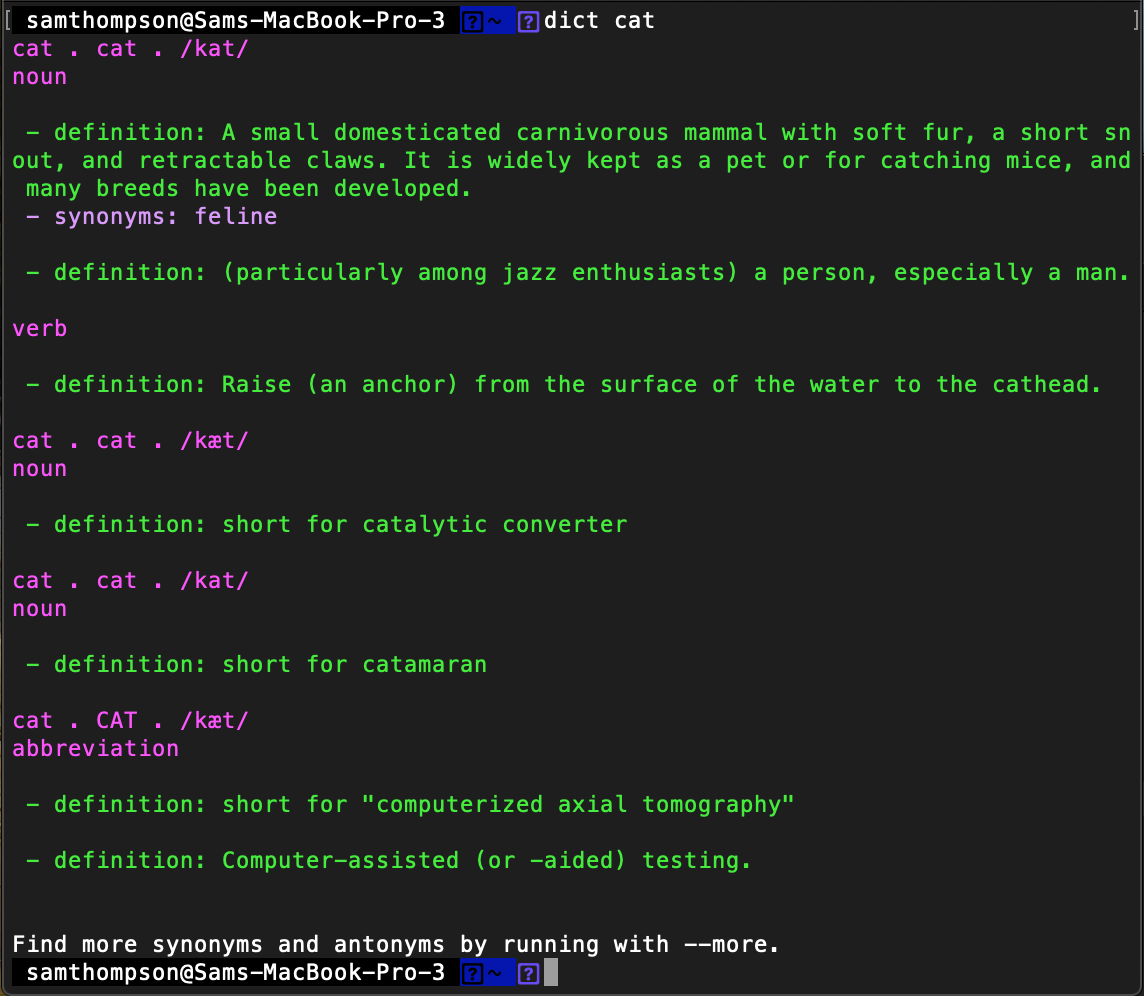 samthompson@Sams-MacBook-Pro-3 ? ~ ? dict cat
cat . cat . /kat/
noun
- definition: A small domesticated carnivorous mammal with soft fur, a short sn
out, and retractable claws. It is widely kept as a pet or for catching mice, and
many breeds have been developed.
- synonyms: feline
- definition: (particularly among jazz enthusiasts) a person, especially a man.
verb
- definition: Raise (an anchor) from the surface of the water to the cathead.
cat . cat . /kæt/
noun
- definition: short for catalytic converter
cat . cat . /kat/
noun
- definition: short for catamaran
cat . CAT . /kæt/
abbreviation
- definition: short for "computerized axial tomography"
- definition: Computer-assisted (or -aided) testing.
Find more synonyms and antonyms by running with --more.
samthompson@Sams-MacBook-Pro-3 ? ~ ?